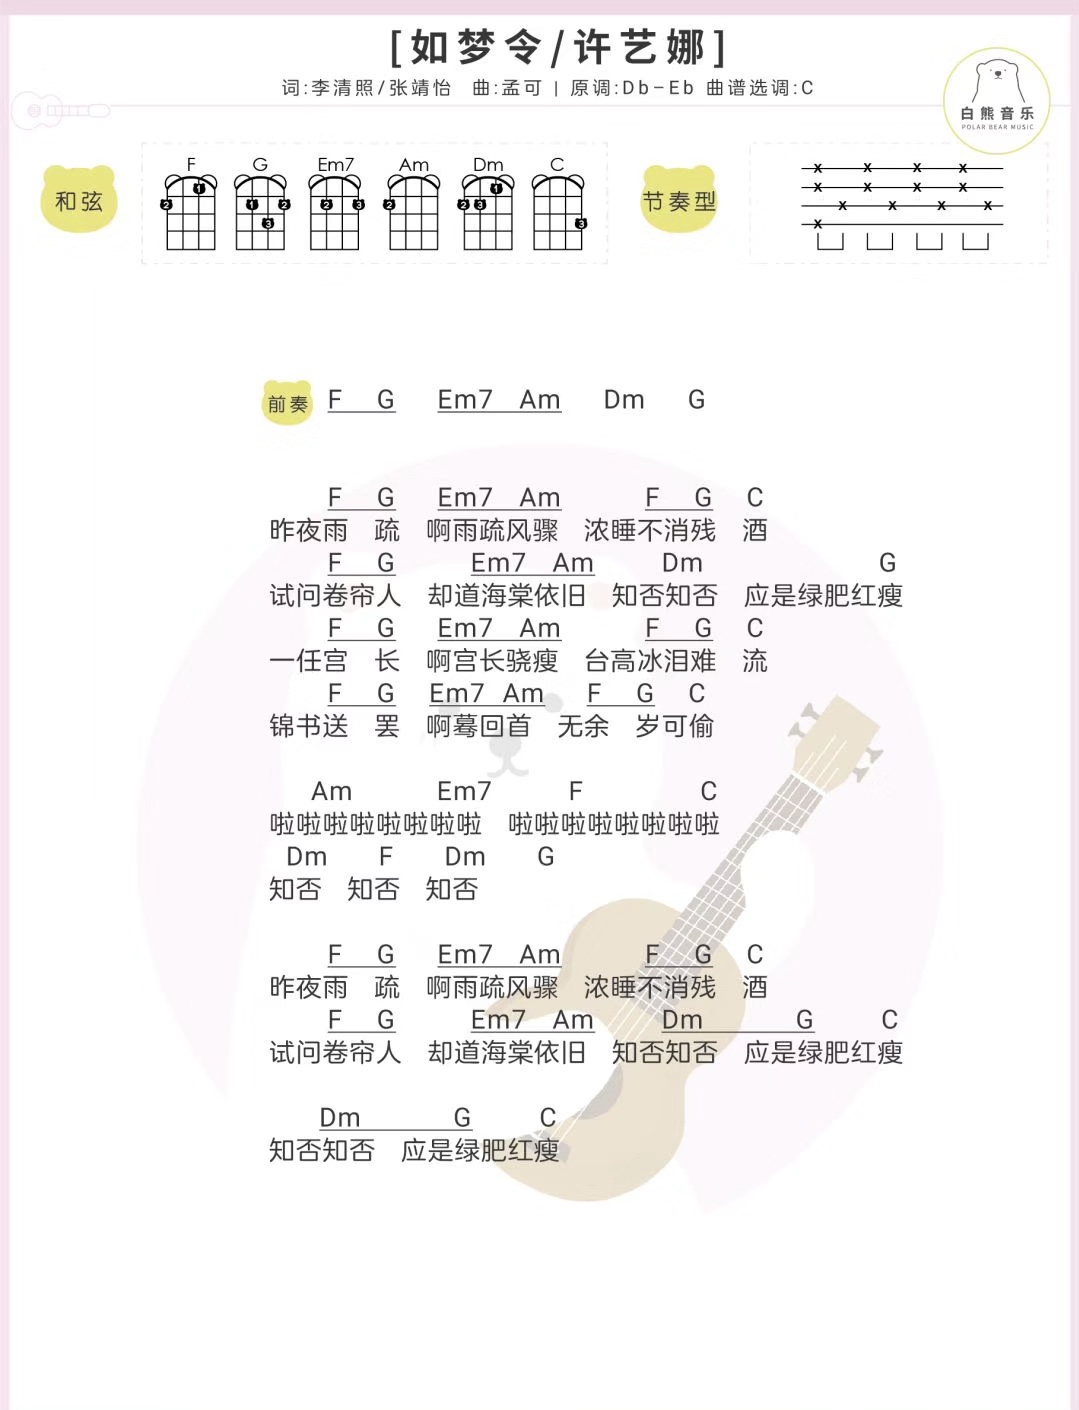 [如梦令/许艺娜]
词:李清照/张靖怡 曲:孟可 | 原调:Db-Eb 曲谱选调:C
白熊音乐
POLAR BEAR MUSIC
和弦
F G Em7 Am Dm C
节奏型
前奏 F G Em7 Am Dm G
F G Em7 Am F G C
昨夜雨 疏 啊雨疏风骤 浓睡不消残 酒
F G Em7 Am Dm G
试问卷帘人 却道海棠依旧 知否知否 应是绿肥红瘦
F G Em7 Am F G C
一任宫 长 啊宫长骁瘦 台高冰泪难 流
F G Em7 Am F G C
锦书送 罢 啊蓦回首 无余 岁可偷
Am Em7 F C
啦啦啦啦啦啦啦啦 啦啦啦啦啦啦啦啦
Dm F Dm G
知否 知否 知否
F G Em7 Am F G C
昨夜雨 疏 啊雨疏风骤 浓睡不消残 酒
F G Em7 Am Dm G C
试问卷帘人 却道海棠依旧 知否知否 应是绿肥红瘦
Dm G C
知否知否 应是绿肥红瘦